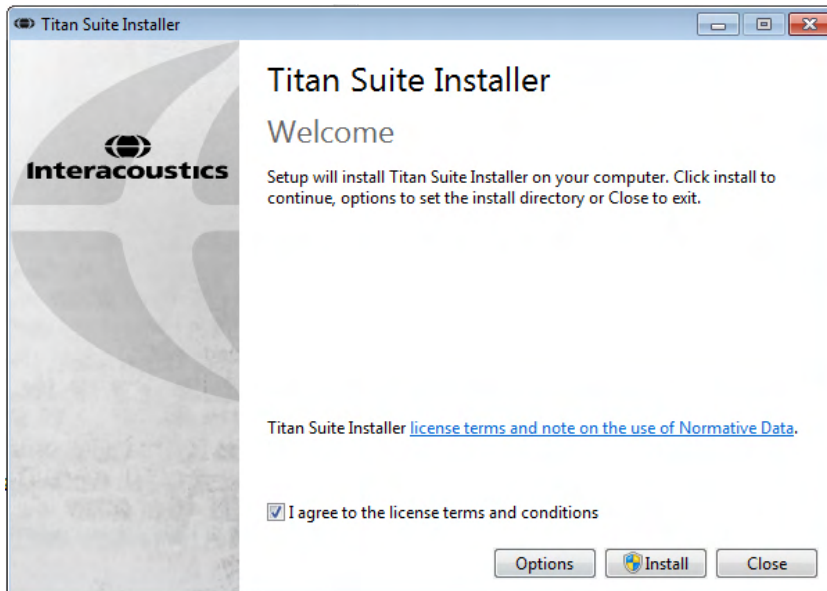 Titan Suite Installer
Interacoustics
Titan Suite Installer
Welcome
Setup will install Titan Suite Installer on your computer. Click install to
continue, options to set the install directory or Close to exit.
Titan Suite Installer license terms and note on the use of Normative Data.
I agree to the license terms and conditions
Options
Install
Close